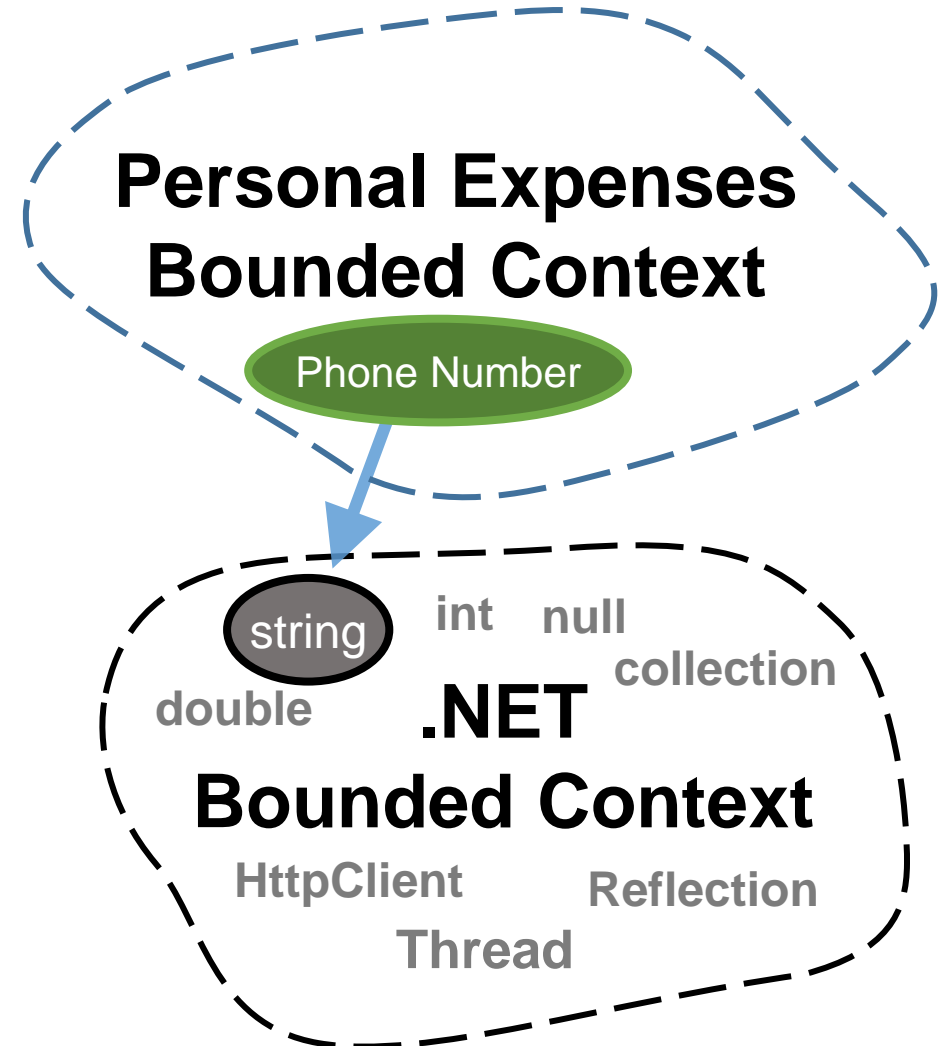 Personal Expenses
Bounded Context
Phone Number
string
int
null
collection
double
.NET
Bounded Context
HttpClient
Reflection
Thread